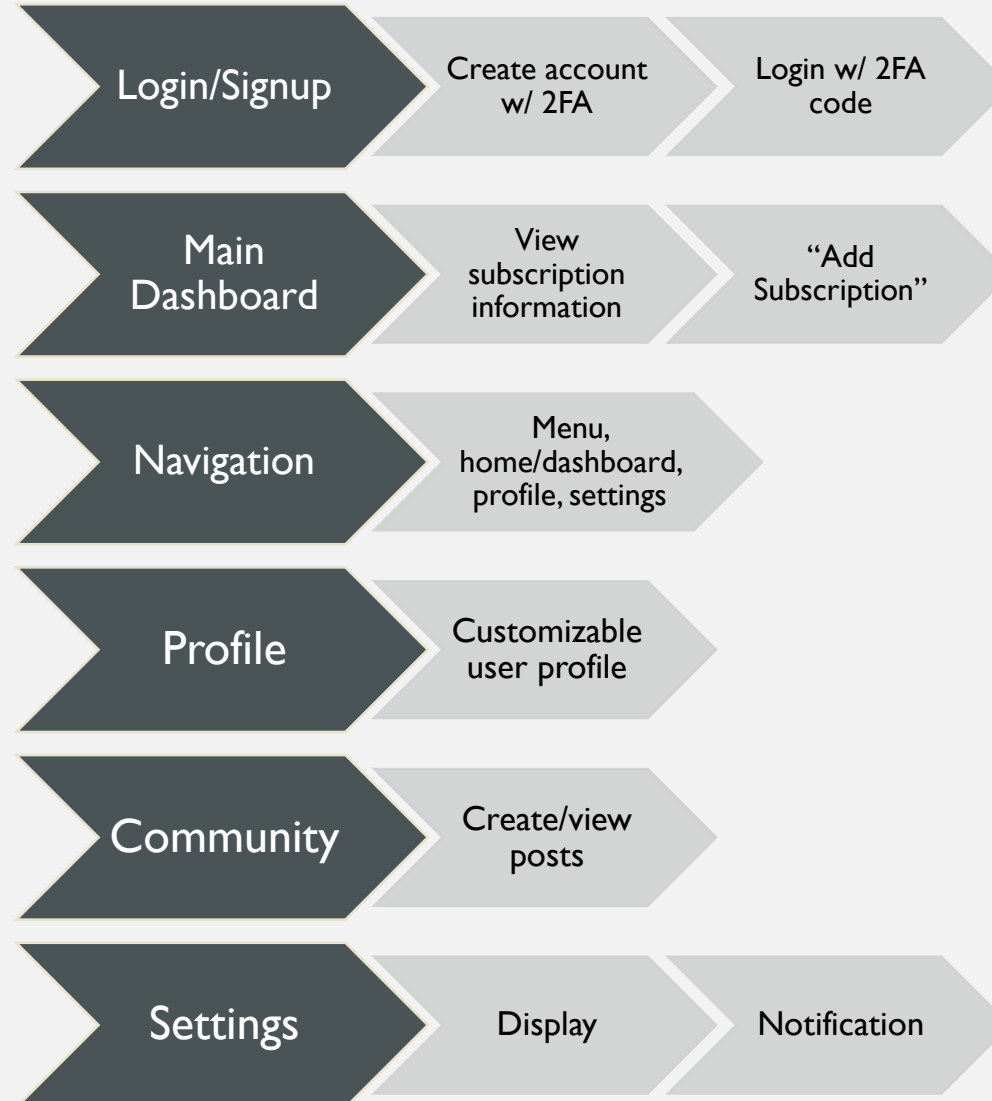 Login/Signup
Create account
w/ 2FA
Login w/ 2FA
code
Main
Dashboard
View
subscription
information
“Add
Subscription”
Navigation
Menu,
home/dashboard,
profile, settings
Profile
Customizable
user profile
Community
Create/view
posts
Settings
Display
Notification